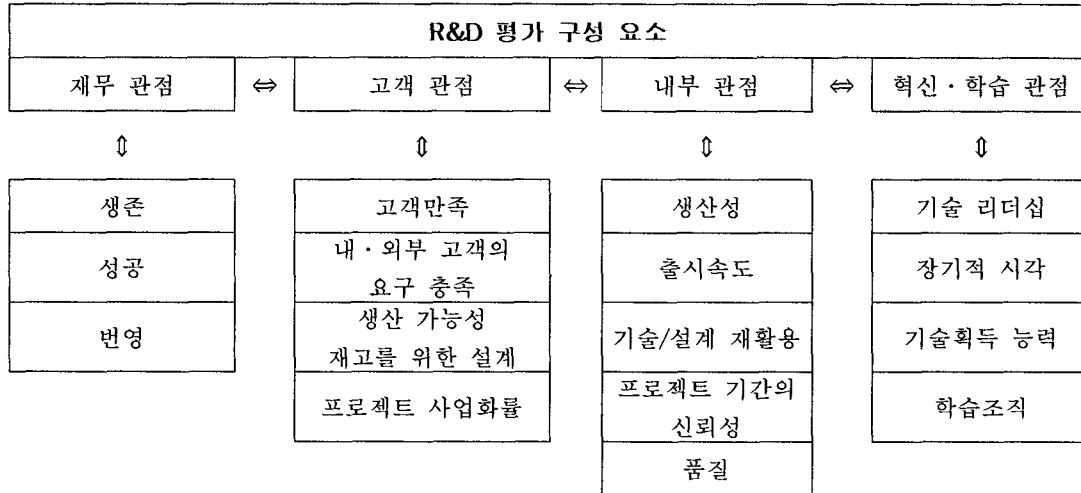 R&D 평가 구성 요소
재무 관점 ⇔ 고객 관점 ⇔ 내부 관점 ⇔ 혁신・학습 관점
⇕ ⇕ ⇕ ⇕
생존
성공
번영
고객만족
내・외부 고객의
요구 충족
생산 가능성
재고를 위한 설계
프로젝트 사업화률
생산성
출시속도
기술/설계 재활용
프로젝트 기간의
신뢰성
품질
기술 리더십
장기적 시각
기술획득 능력
학습조직